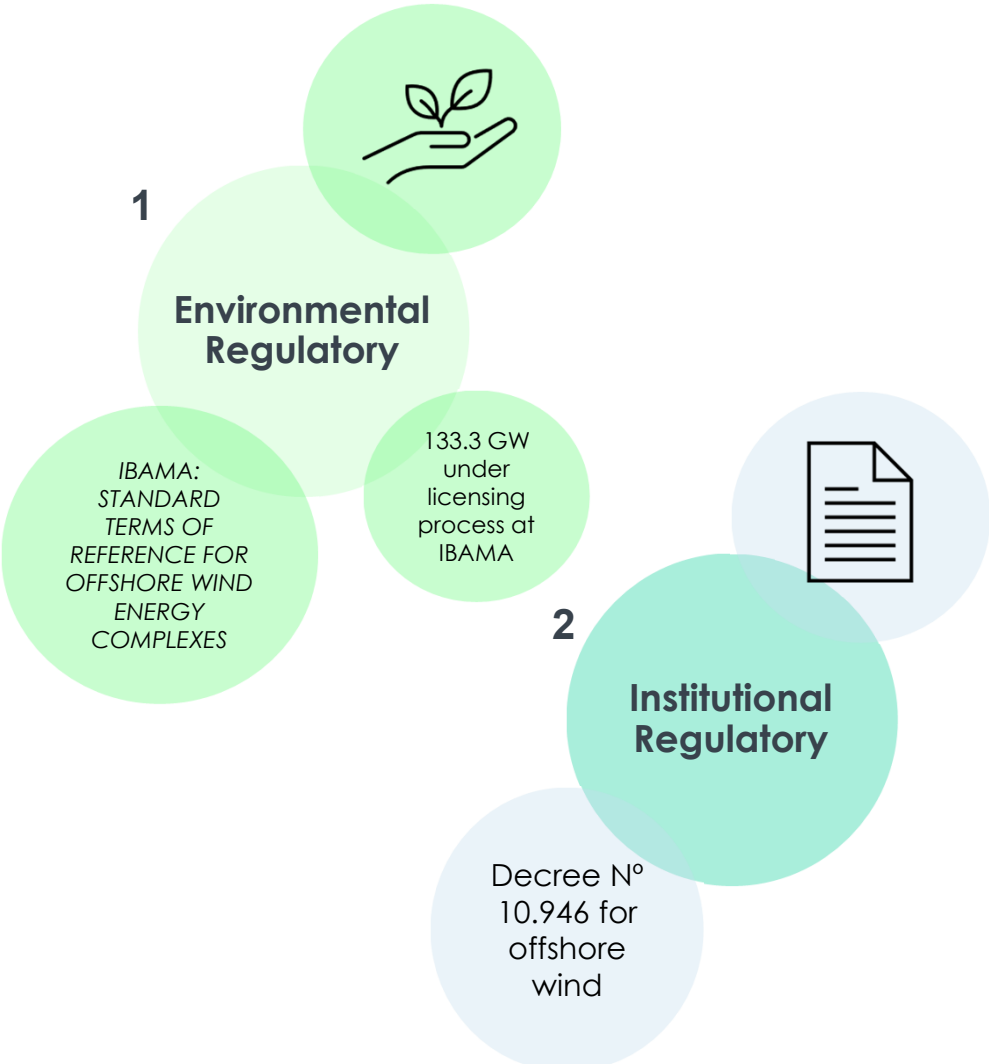 1
Environmental
Regulatory
IBAMA:
STANDARD
TERMS OF
REFERENCE FOR
OFFSHORE WIND
ENERGY
COMPLEXES
133.3 GW
under
licensing
process at
IBAMA
2
Institutional
Regulatory
Decree Nº
10.946 for
offshore
wind